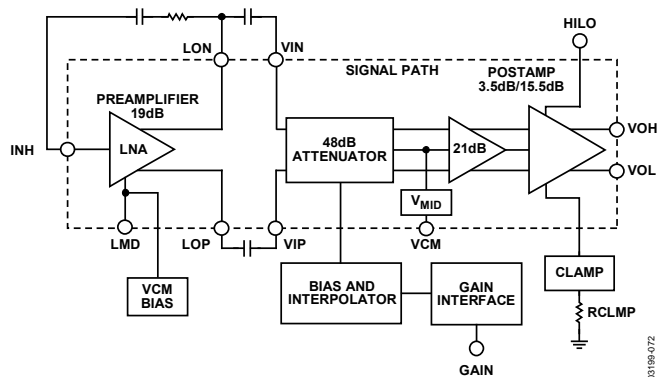 HILO
LON
VIN
SIGNAL PATH
POSTAMP
3.5dB/15.5dB
PREAMPLIFIER
19dB
VOH
INH
LNA
48dB
ATTENUATOR
21dB
VOL
VMID
LMD
LOP
VIP
VCM
CLAMP
VCM
BIAS
BIAS AND
INTERPOLATOR
GAIN
INTERFACE
RCLMP
GAIN
03199-072